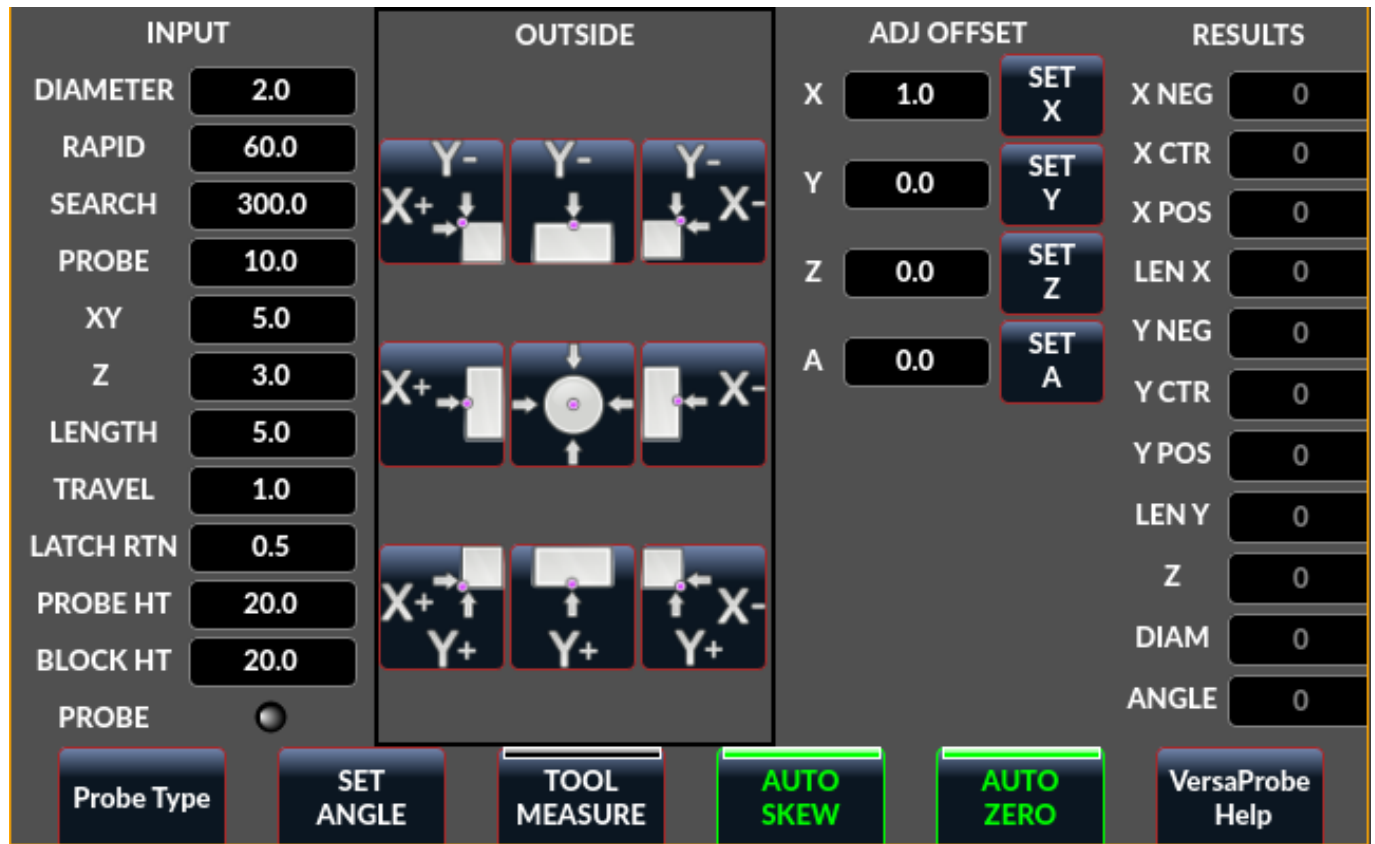 INPUT
DIAMETER 2.0
RAPID 60.0
SEARCH 300.0
PROBE 10.0
XY 5.0
Z 3.0
LENGTH 5.0
TRAVEL 1.0
LATCH RTN 0.5
PROBE HT 20.0
BLOCK HT 20.0
PROBE
OUTSIDE
Y- Y- Y-
X+ X-
X+ X-
X+ X-
Y+ Y+ Y+
ADJ OFFSET
X 1.0 SET
X
Y 0.0 SET
Y
Z 0.0 SET
Z
A 0.0 SET
A
RESULTS
X NEG 0
X CTR 0
X POS 0
LEN X 0
Y NEG 0
Y CTR 0
Y POS 0
LEN Y 0
Z 0
DIAM 0
ANGLE 0
Probe Type
SET
ANGLE
TOOL
MEASURE
AUTO
SKEW
AUTO
ZERO
VersaProbe
Help